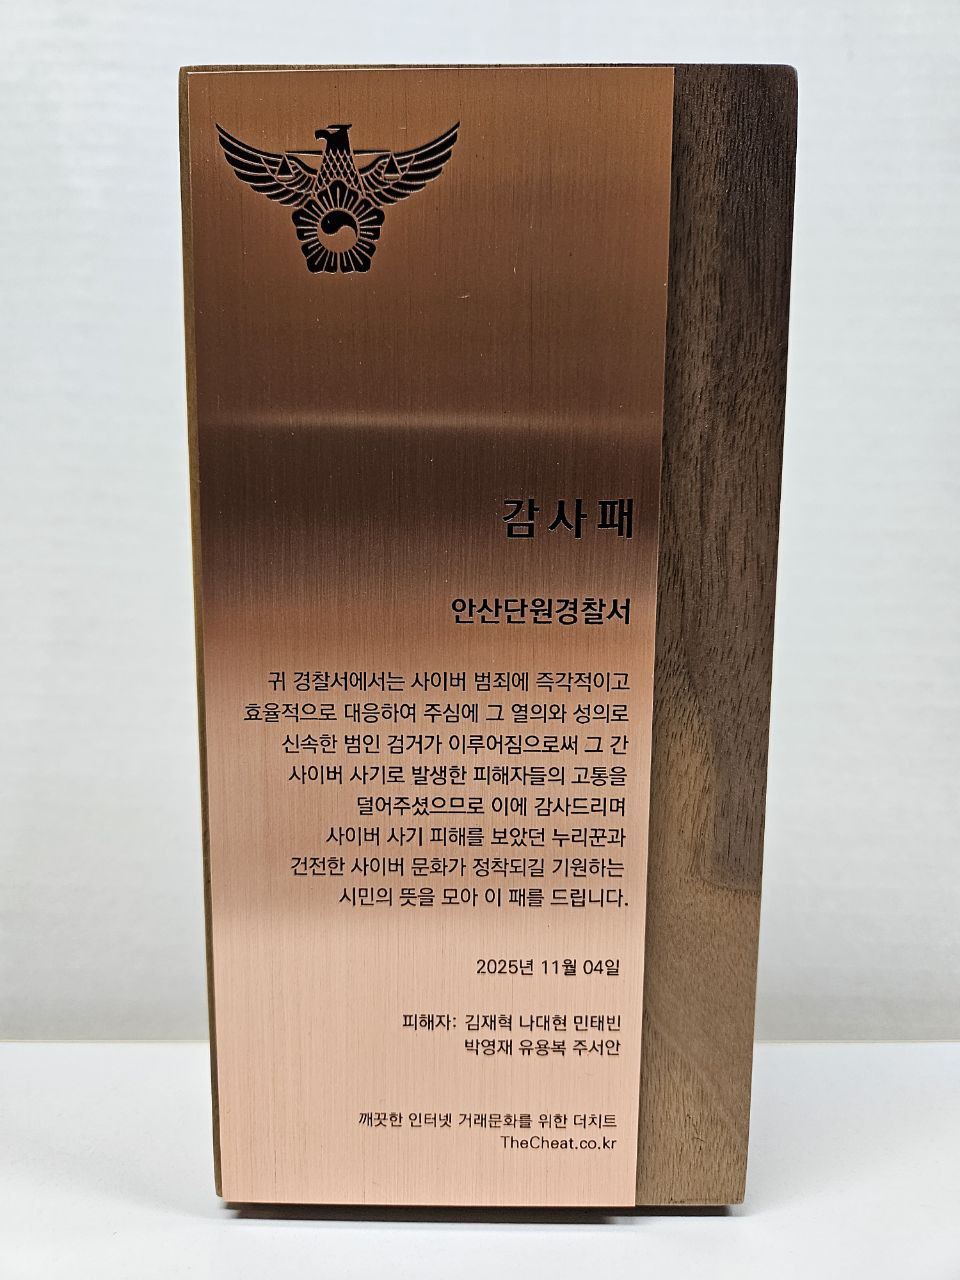 감사패
안산단원경찰서
귀 경찰서에서는 사이버 범죄에 즉각적이고
효율적으로 대응하여 주심에 그 열의와 성의로
신속한 범인 검거가 이루어짐으로써 그 간
사이버 사기로 발생한 피해자들의 고통을
덜어주셨으므로 이에 감사드리며
사이버 사기 피해를 보았던 누리꾼과
건전한 사이버 문화가 정착되길 기원하는
시민의 뜻을 모아 이 패를 드립니다.
2025년 11월 04일
피해자: 김재혁 나대현 민태빈
박영재 유용복 주서안
깨끗한 인터넷 거래문화를 위한 더치트
TheCheat.co.kr